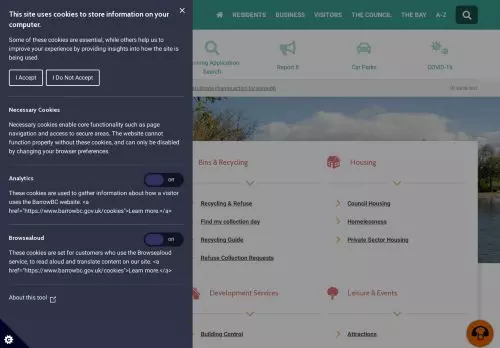 This site uses cookies to store information on your
computer.
Some of these cookies are essential, while others help us to
improve your experience by providing insights into how the site is
being used.
I Accept
I Do Not Accept
Necessary Cookies
Necessary cookies enable core functionality such as page
navigation and access to secure areas. The website cannot
function properly without these cookies, and can only be disabled
by changing your browser preferences.
Analytics
Off
These cookies are used to gather information about how a visitor
uses the BarrowBC website. <a
href="https://www.barrowbc.gov.uk/cookies">Learn more.</a>
Browsealoud
Off
These cookies are set for customers who use the Browsealoud
service, to read aloud and translate content on our site. <a
href="https://www.barrowbc.gov.uk/cookies">Learn more.</a>
About this tool
RESIDENTS
BUSINESS
VISITORS
THE COUNCIL
THE BAY
A-Z
Application
Search
Report It
Car Parks
COVID-19
Bins & Recycling
Recycling & Refuse
Find my collection day
Recycling Guide
Refuse Collection Requests
Housing
Council Housing
Homelessness
Private Sector Housing
Development Services
Building Control
Leisure & Events
Attractions